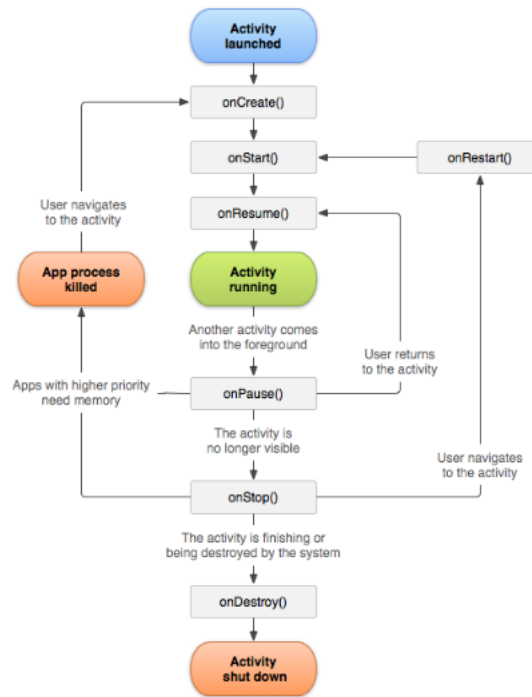 Activity
launched
onCreate()
onStart()
onRestart()
onResume()
User navigates
to the activity
App process
killed
Activity
running
Another activity comes
into the foreground
User returns
to the activity
Apps with higher priority
need memory
onPause()
The activity is
no longer visible
User navigates
to the activity
onStop()
The activity is finishing or
being destroyed by the system
onDestroy()
Activity
shut down